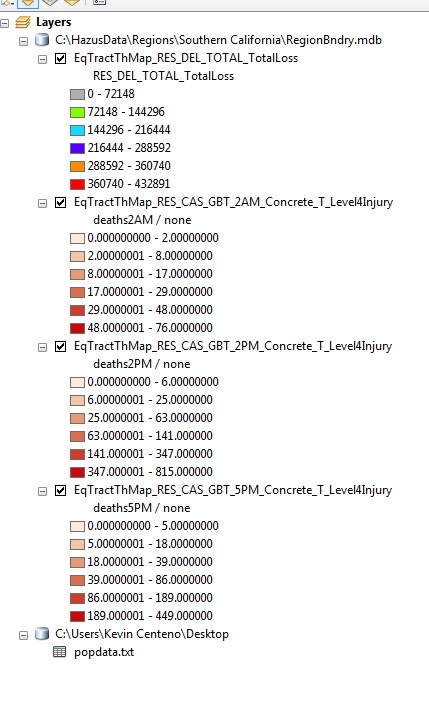 Layers
C:\HazusData\Regions\Southern California\RegionBndry.mdb
EqTractThMap_RES_DEL_TOTAL_TotalLoss
RES_DEL_TOTAL_TotalLoss
0 - 72148
72148 - 144296
144296 - 216444
216444 - 288592
288592 - 360740
360740 - 432891
EqTractThMap_RES_CAS_GBT_2AM_Concrete_T_Level4Injury
deaths2AM / none
0.000000000 - 2.00000000
2.00000001 - 8.00000000
8.00000001 - 17.0000000
17.0000001 - 29.0000000
29.0000001 - 48.0000000
48.0000001 - 76.0000000
EqTractThMap_RES_CAS_GBT_2PM_Concrete_T_Level4Injury
deaths2PM / none
0.00000000 - 6.00000000
6.00000001 - 25.0000000
25.0000001 - 63.0000000
63.0000001 - 141.000000
141.000001 - 347.000000
347.000001 - 815.000000
EqTractThMap_RES_CAS_GBT_5PM_Concrete_T_Level4Injury
deaths5PM / none
0.00000000 - 5.00000000
5.00000001 - 18.0000000
18.0000001 - 39.0000000
39.0000001 - 86.0000000
86.0000001 - 189.000000
189.000001 - 449.000000
C:\Users\Kevin Centeno\Desktop
popdata.txt